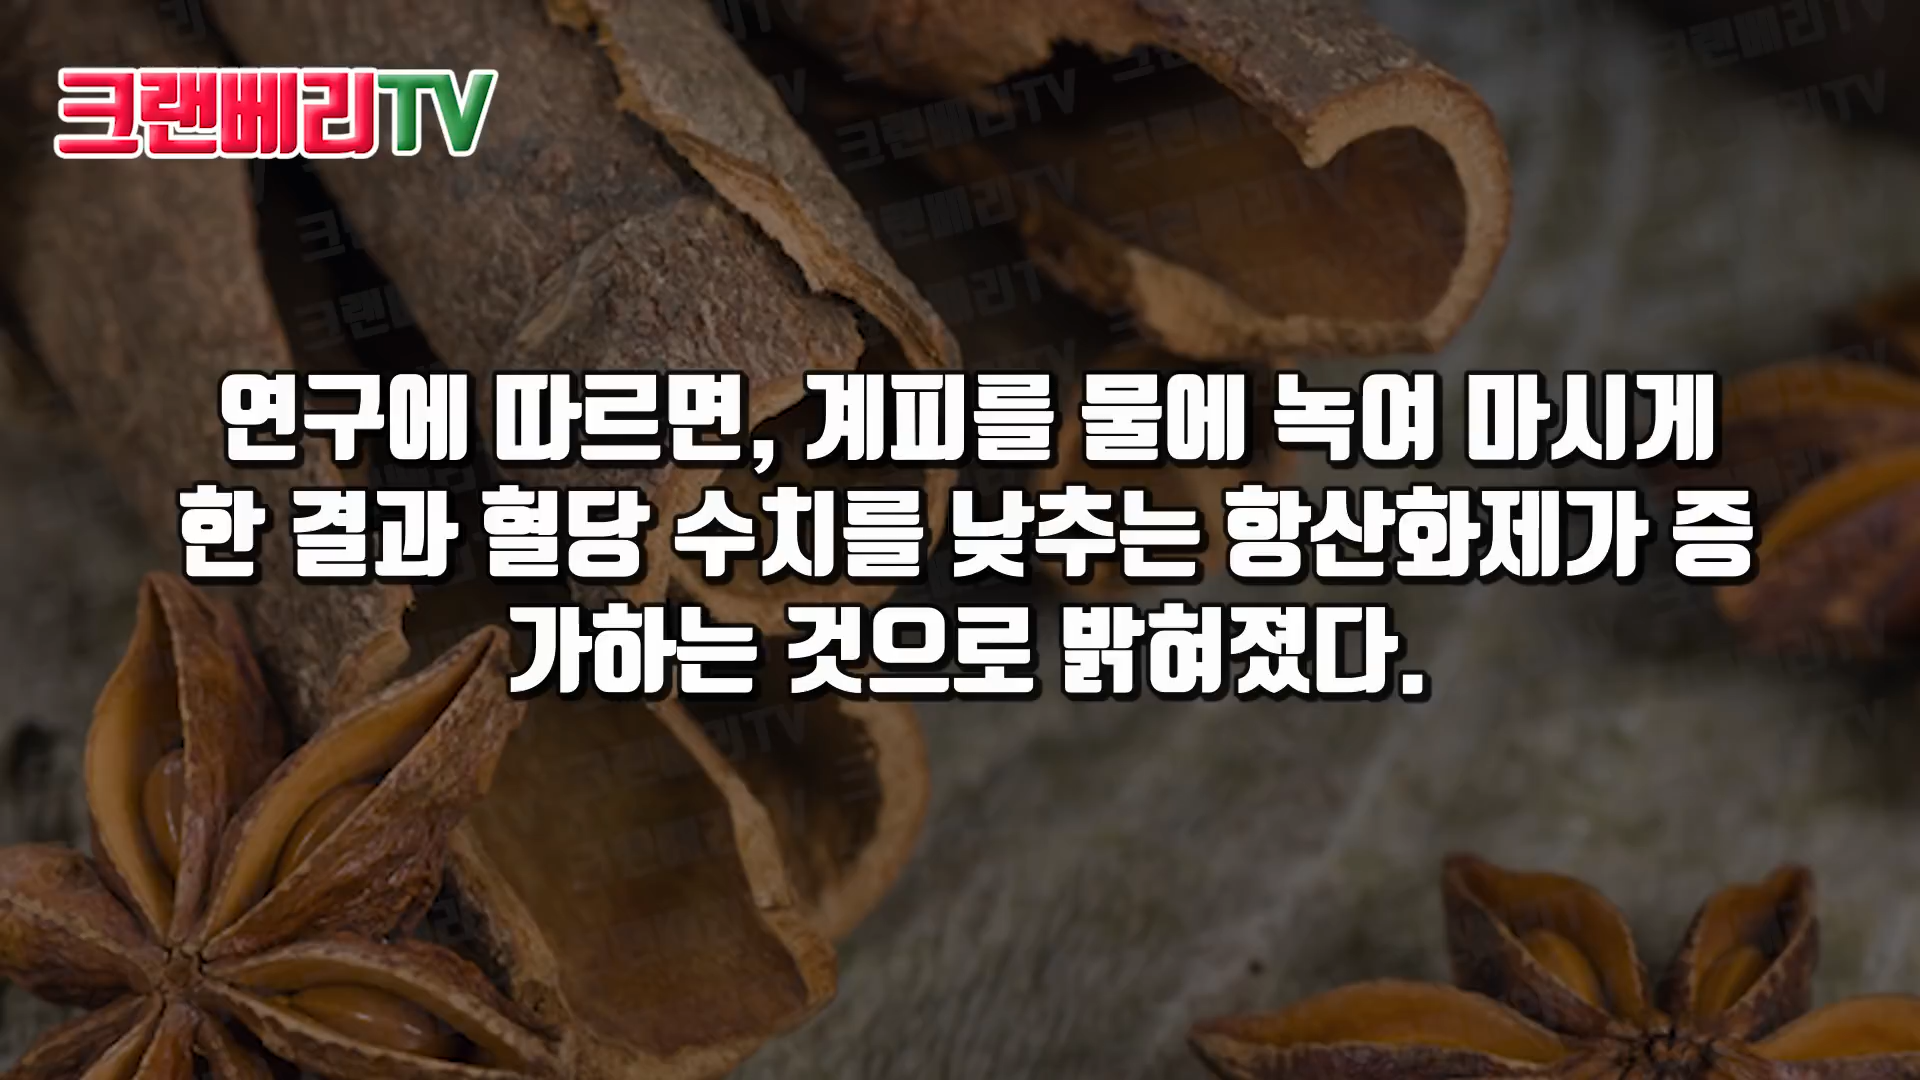 크랜베리TV
연구에 따르면, 계피를 물에 녹여 마시게
한 결과 혈당 수치를 낮추는 항산화제가 증
가하는 것으로 밝혀졌다.